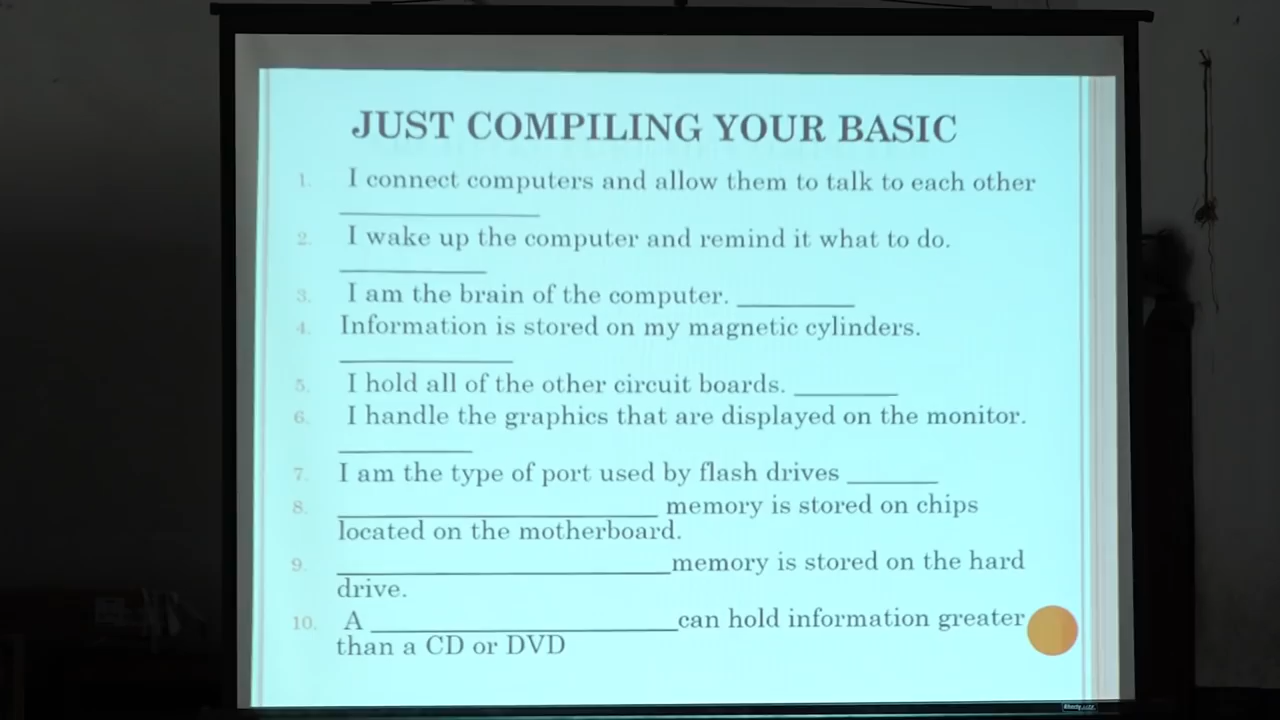 JUST COMPILING YOUR BASIC
1. I connect computers and allow them to talk to each other
_______________
2. I wake up the computer and remind it what to do.
___________
3. I am the brain of the computer. _________
4. Information is stored on my magnetic cylinders.
_____________
5. I hold all of the other circuit boards. ________
6. I handle the graphics that are displayed on the monitor.
__________
7. I am the type of port used by flash drives _______
8. ________________________ memory is stored on chips
located on the motherboard.
9. _________________________memory is stored on the hard
drive.
10. A _______________________can hold information greater
than a CD or DVD